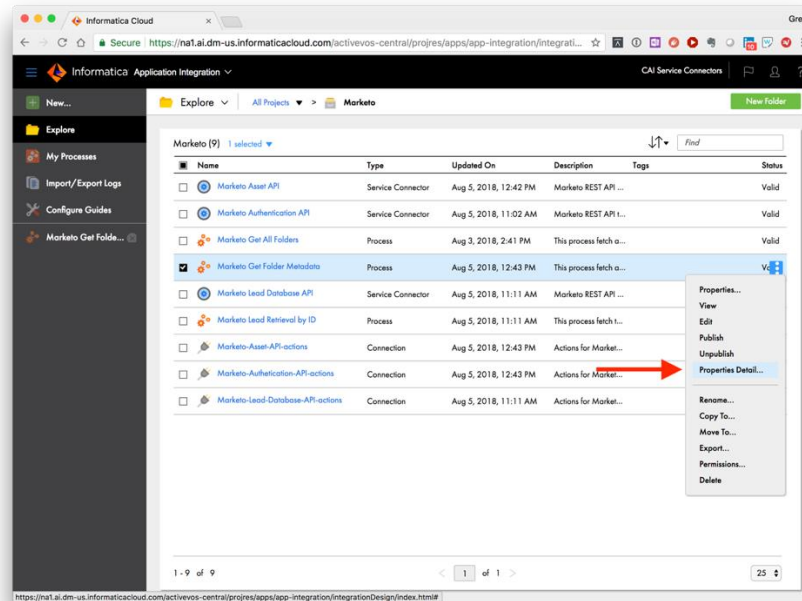 Informatica Cloud
Gre
Secure https://na1.ai.dm-us.informaticacloud.com/activevos-central/projres/apps/app-integration/integrati...
10
Informatica Application Integration
CAI Service Connectors
New...
Explore All Projects > Marketo
New Folder
Explore
My Processes
Import/Export Logs
Configure Guides
Marketo Get Folde...
Marketo (9) 1 selected
Find
Name Type Updated On Description Tags Status
Marketo Asset API Service Connector Aug 5, 2018, 12:42 PM Marketo REST API ... Valid
Marketo Authentication API Service Connector Aug 5, 2018, 11:02 AM Marketo REST API t... Valid
Marketo Get All Folders Process Aug 3, 2018, 2:41 PM This process fetch a... Valid
Marketo Get Folder Metadata Process Aug 5, 2018, 12:43 PM This process fetch a...
Marketo Lead Database API Service Connector Aug 5, 2018, 11:11 AM Marketo REST API ...
Marketo Lead Retrieval by ID Process Aug 5, 2018, 11:11 AM This process fetch t...
Marketo-Asset-API-actions Connection Aug 5, 2018, 12:43 PM Actions for Market...
Marketo-Authetication-API-actions Connection Aug 5, 2018, 12:43 PM Actions for Market...
Marketo-Lead-Database-API-actions Connection Aug 5, 2018, 11:11 AM Actions for Market...
Properties...
View
Edit
Publish
Unpublish
Properties Detail...
Rename...
Copy To...
Move To...
Export...
Permissions...
Delete
1 - 9 of 9
< 1 of 1 >
25
https://na1.ai.dm-us.informaticacloud.com/activevos-central/projres/apps/app-integration/integrationDesign/index.html#